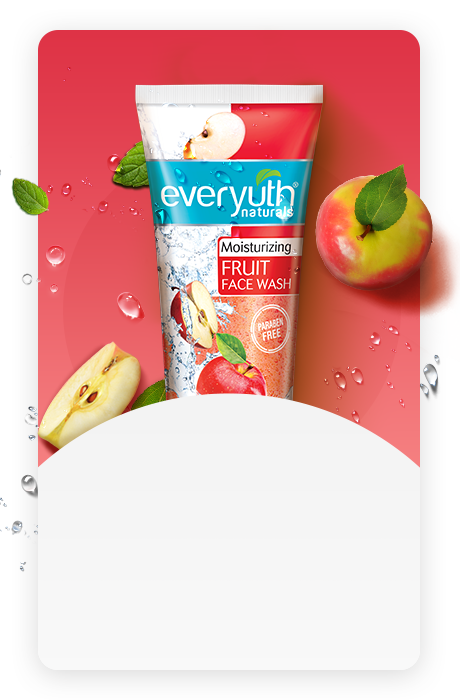 everyuth®
naturals
Moisturizing
FRUIT
FACE WASH
PARABEN
FREE